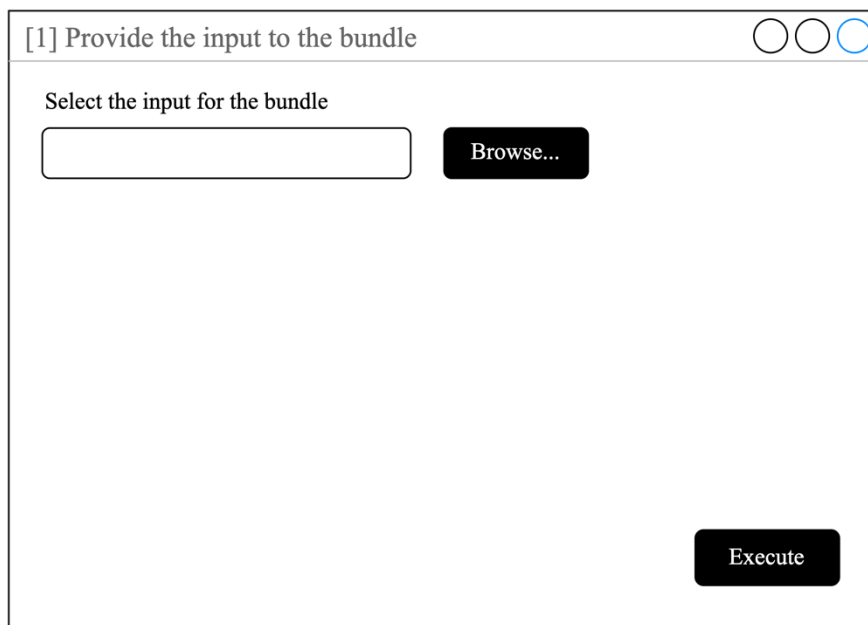 [1] Provide the input to the bundle
Select the input for the bundle
Browse...
Execute